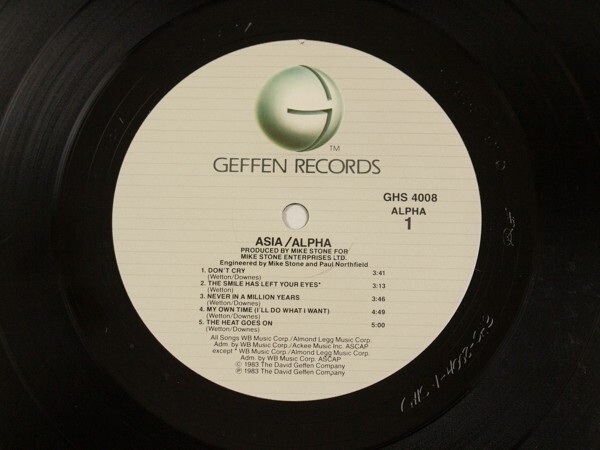 TM
GEFFEN RECORDS
GHS 4008
ALPHA
1
ASIA/ALPHA
PRODUCED BY MIKE STONE FOR
MIKE STONE ENTERPRISES LTD.
Engineered by Mike Stone and Paul Northfield
1. DON'T CRY 3:41
(Wetton/Downes)
2. THE SMILE HAS LEFT YOUR EYES* 3:13
(Wetton)
3. NEVER IN A MILLION YEARS 3:46
(Wetton/Downes)
4. MY OWN TIME (I'LL DO WHAT I WANT) 4:49
(Wetton/Downes)
5. THE HEAT GOES ON 5:00
(Wetton/Downes)
All Songs WB Music Corp./Almond Legg Music Corp.
Adm. by WB Music Corp./Ackee Music Inc. ASCAP
except * WB Music Corp./Almond Legg Music Corp.
Adm. by WB Music Corp. ASCAP
© 1983 The David Geffen Company
℗ 1983 The David Geffen Company